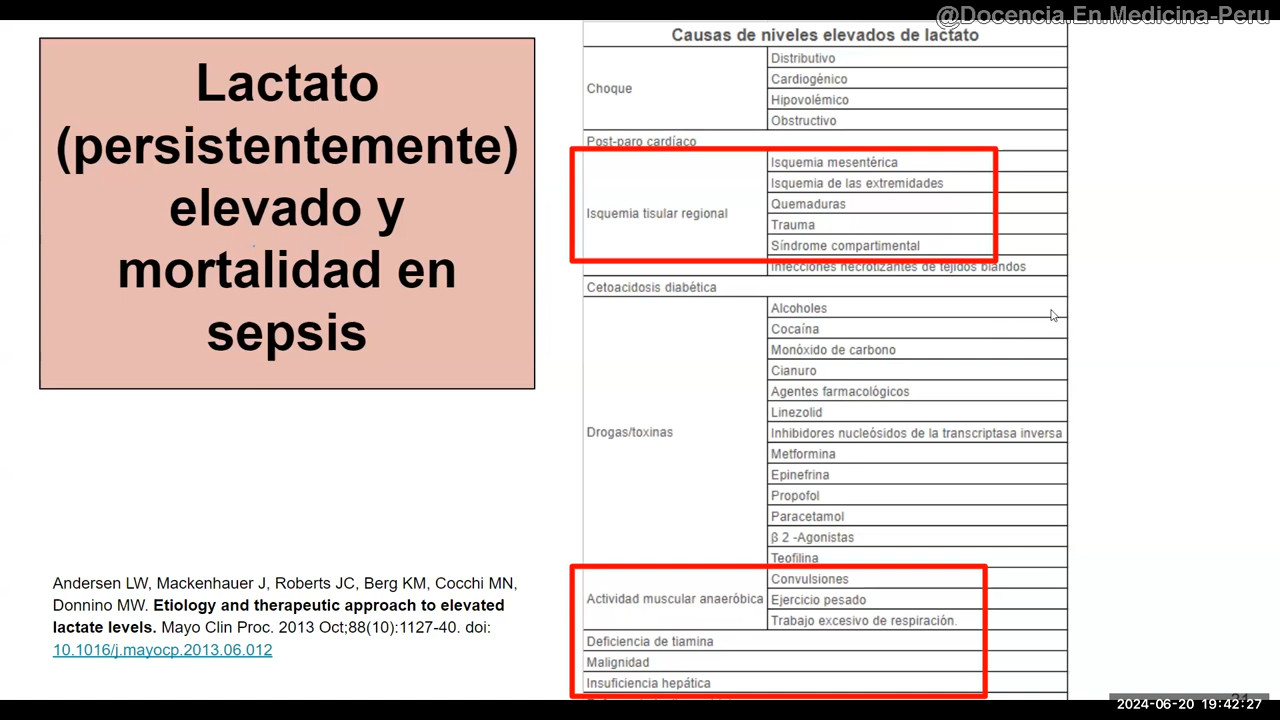 @Docencia.En.Medicina-Peru
Lactato
(persistentemente)
elevado y
mortalidad en
sepsis
Andersen LW, Mackenhauer J, Roberts JC, Berg KM, Cocchi MN,
Donnino MW. Etiology and therapeutic approach to elevated
lactate levels. Mayo Clin Proc. 2013 Oct;88(10):1127-40. doi:
10.1016/j.mayocp.2013.06.012
Causas de niveles elevados de lactato
Choque
Distributivo
Cardiogénico
Hipovolémico
Obstructivo
Post-paro cardíaco
Isquemia tisular regional
Isquemia mesentérica
Isquemia de las extremidades
Quemaduras
Trauma
Síndrome compartimental
Infecciones necrotizantes de tejidos blandos
Cetoacidosis diabética
Drogas/toxinas
Alcoholes
Cocaína
Monóxido de carbono
Cianuro
Agentes farmacológicos
Linezolid
Inhibidores nucleósidos de la transcriptasa inversa
Metformina
Epinefrina
Propofol
Paracetamol
β 2 -Agonistas
Teofilina
Actividad muscular anaeróbica
Convulsiones
Ejercicio pesado
Trabajo excesivo de respiración.
Deficiencia de tiamina
Malignidad
Insuficiencia hepática
2024-06-20 19:42:27